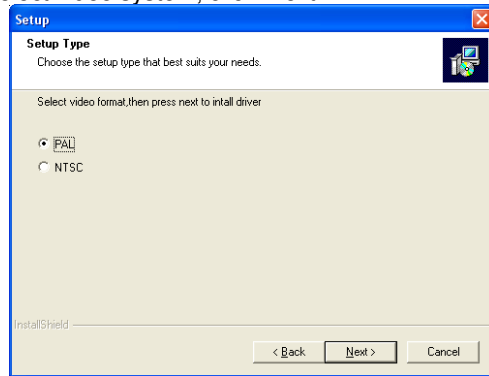 Setup
Setup Type
Choose the setup type that best suits your needs.
Select video format,then press next to intall driver
PAL
NTSC
InstallShield
< Back Next > Cancel